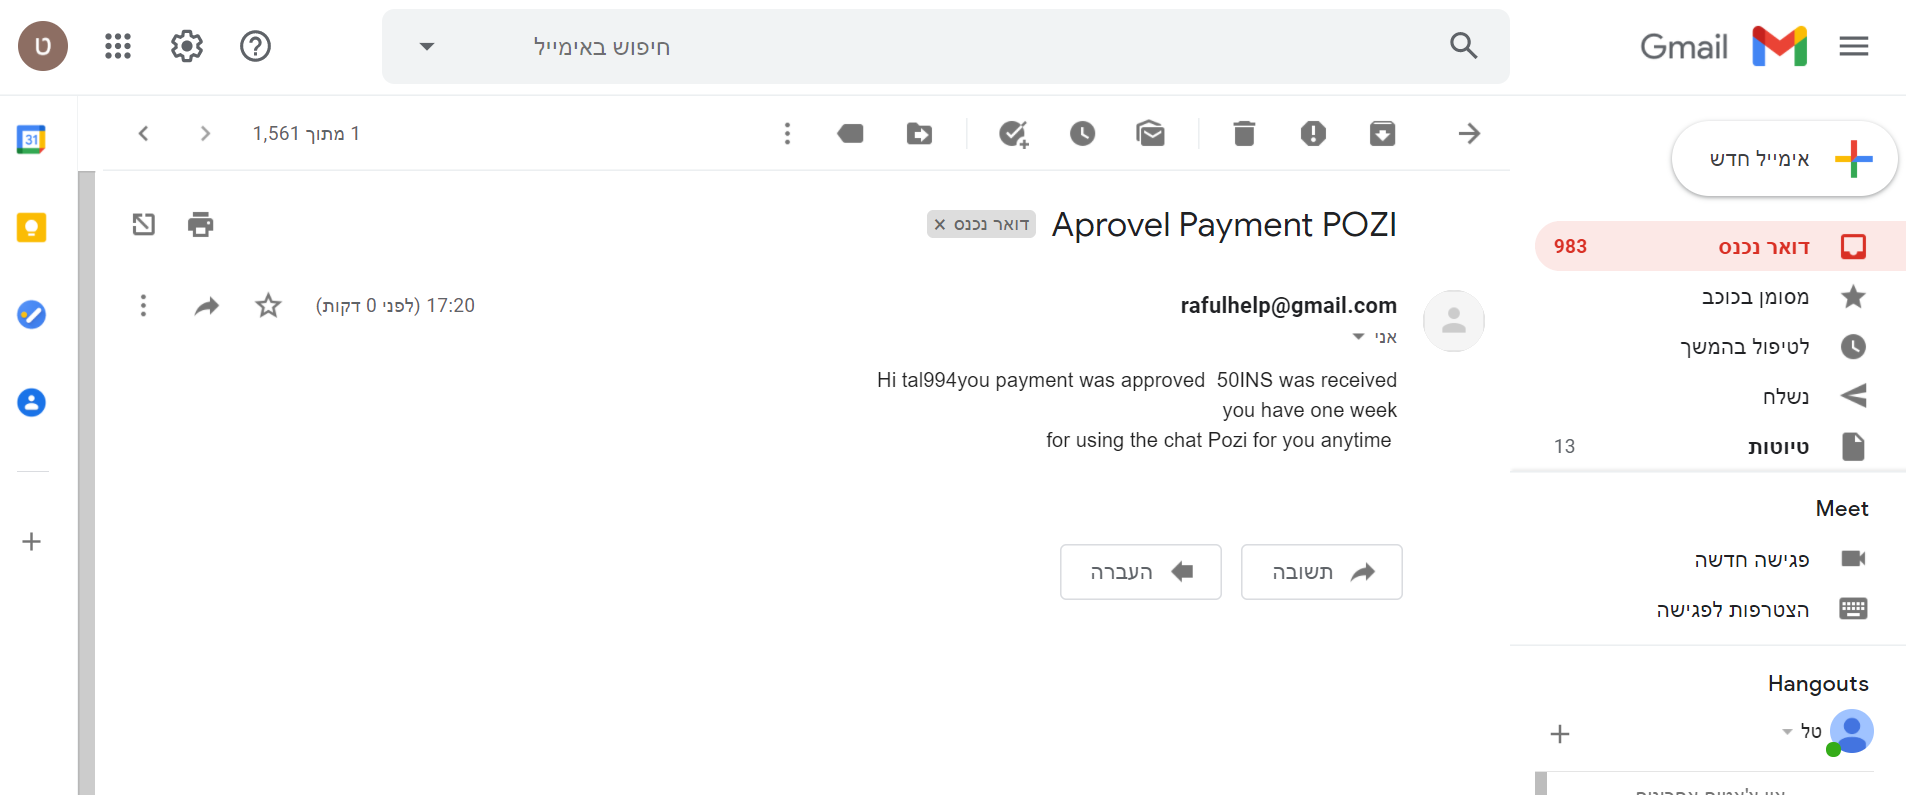 ט
חיפוש באימייל
Gmail
31
1 מתוך 1,561
אימייל חדש
Aprovel Payment POZI
דואר נכנס ×
דואר נכנס 983
rafulhelp@gmail.com
17:20 (לפני 0 דקות)
אני
מסומן בכוכב
לטיפול בהמשך
Hi tal994you payment was approved  50INS was received
you have one week
for using the chat Pozi for you anytime
נשלח
טיוטות 13
Meet
תשובה
העברה
פגישה חדשה
הצטרפות לפגישה
Hangouts
טל